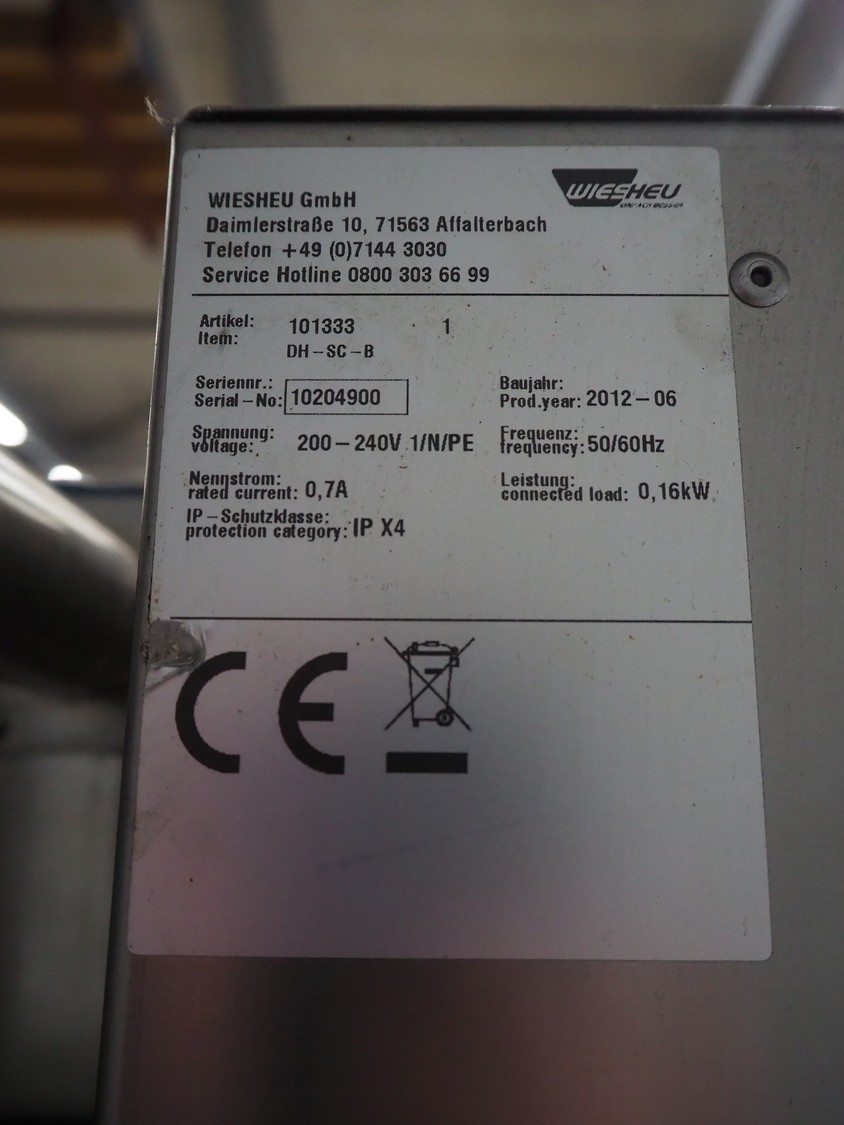 WIESHEU GmbH
Daimlerstraße 10, 71563 Affalterbach
Telefon +49 (0)7144 3030
Service Hotline 0800 303 66 99
WIESHEU
EINFACH BESSER
Artikel: 101333 1
Item: DH-SC-B
Seriennr.: Baujahr:
Serial-No: 10204900 Prod.year: 2012-06
Spannung: Frequenz:
voltage: 200-240V 1/N/PE frequency: 50/60Hz
Nennstrom: Leistung:
rated current: 0,7A connected load: 0,16kW
IP-Schutzklasse:
protection category: IP X4
CE